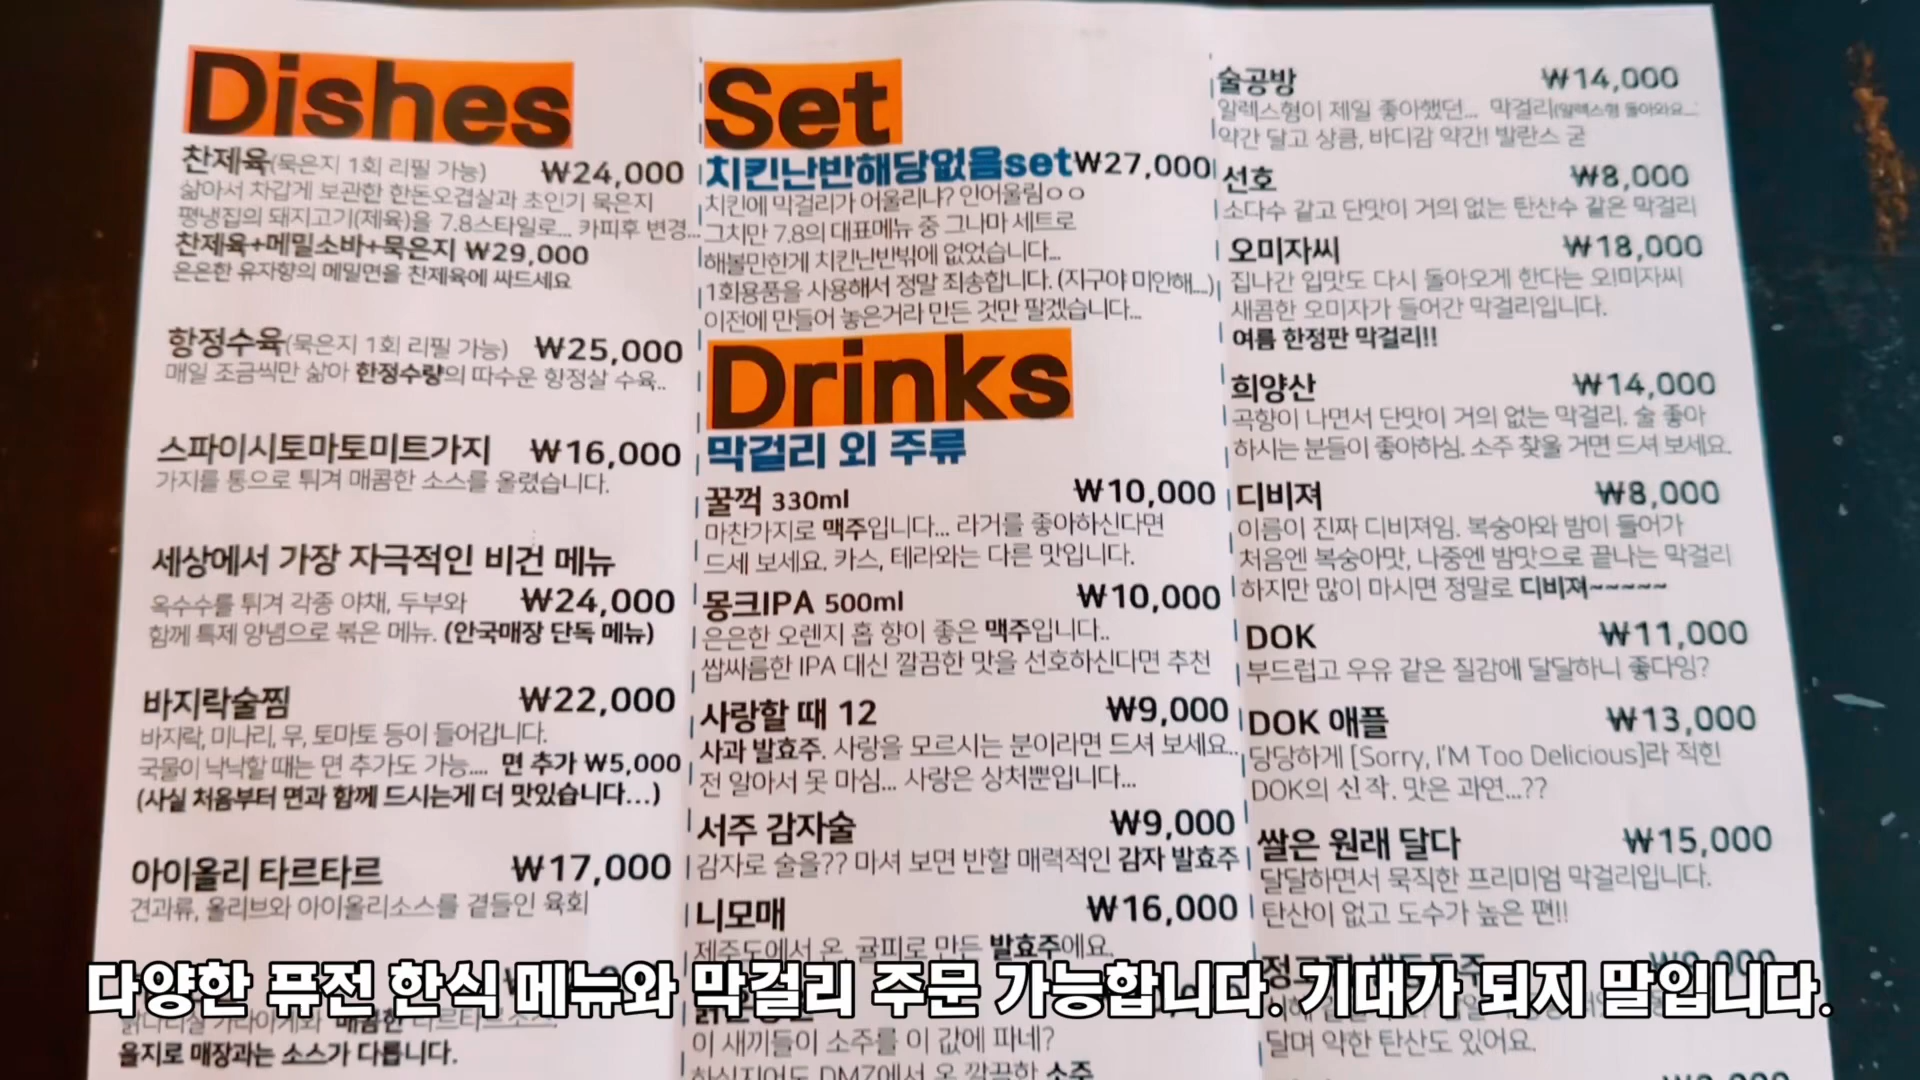 Dishes
찬제육(묵은지 1회 리필 가능) ₩24,000
삶아서 차갑게 보관한 한돈오겹살과 초인기 묵은지
평냉집의 돼지고기(제육)을 7.8스타일로... 카피후 변경...
찬제육+메밀소바+묵은지 ₩29,000
은은한 유자향의 메밀면을 찬제육에 싸드세요
항정수육(묵은지 1회 리필 가능) ₩25,000
매일 조금씩만 삶아 한정수량의 따수운 항정살 수육..
스파이시토마토미트가지 ₩16,000
가지를 통으로 튀겨 매콤한 소스를 올렸습니다.
세상에서 가장 자극적인 비건 메뉴
옥수수를 튀겨 각종 야채, 두부와 ₩24,000
함께 특제 양념으로 볶은 메뉴. (안국매장 단독 메뉴)
바지락술찜 ₩22,000
바지락, 미나리, 무, 토마토 등이 들어갑니다.
국물이 낙낙할 때는 면 추가도 가능.... 면 추가 ₩5,000
(사실 처음부터 면과 함께 드시는게 더 맛있습니다...)
아이올리 타르타르 ₩17,000
견과류, 올리브와 아이올리소스를 곁들인 육회
을지로 매장과는 소스가 다릅니다.
Set
치킨난반해당없음set ₩27,000
치킨에 막걸리가 어울리냐? 안어울림ㅇㅇ
그치만 7.8의 대표메뉴 중 그나마 세트로
해볼만한게 치킨난반밖에 없었습니다...
1회용품을 사용해서 정말 죄송합니다. (지구야 미안해....)
이전에 만들어 놓은거라 만든 것만 팔겠습니다...
Drinks
막걸리 외 주류
꿀꺽 330ml ₩10,000
마찬가지로 맥주입니다... 라거를 좋아하신다면
드세 보세요. 카스, 테라와는 다른 맛입니다.
몽크IPA 500ml ₩10,000
은은한 오렌지 홉 향이 좋은 맥주입니다..
쌉싸름한 IPA 대신 깔끔한 맛을 선호하신다면 추천
사랑할 때 12 ₩9,000
사과 발효주. 사랑을 모르시는 분이라면 드셔 보세요..
전 알아서 못 마심... 사랑은 상처뿐입니다...
서주 감자술 ₩9,000
감자로 술을?? 마셔 보면 반할 매력적인 감자 발효주
니모매 ₩16,000
제주도에서 온, 귤피로 만든 발효주에요.
이 새끼들이 소주를 이 값에 파네?
하시지어도 DMZ에서 온 깔끔한 소주
술공방 ₩14,000
알렉스형이 제일 좋아했던... 막걸리(알렉스형 돌아와요...
약간 달고 상큼, 바디감 약간! 발란스 굳
선호 ₩8,000
소다수 같고 단맛이 거의 없는 탄산수 같은 막걸리
오미자씨 ₩18,000
집나간 입맛도 다시 돌아오게 한다는 오!미자씨
새콤한 오미자가 들어간 막걸리입니다.
여름 한정판 막걸리!!
희양산 ₩14,000
곡향이 나면서 단맛이 거의 없는 막걸리. 술 좋아
하시는 분들이 좋아하심. 소주 찾을 거면 드셔 보세요.
디비져 ₩8,000
이름이 진짜 디비져임. 복숭아와 밤이 들어가
처음엔 복숭아맛, 나중엔 밤맛으로 끝나는 막걸리
하지만 많이 마시면 정말로 디비져~~~~~
DOK ₩11,000
부드럽고 우유 같은 질감에 달달하니 좋다잉?
DOK 애플 ₩13,000
당당하게 [Sorry, I'M Too Delicious]라 적힌
DOK의 신작. 맛은 과연...??
쌀은 원래 달다 ₩15,000
달달하면서 묵직한 프리미엄 막걸리입니다.
탄산이 없고 도수가 높은 편!!
달며 약한 탄산도 있어요.
다양한 퓨전 한식 메뉴와 막걸리 주문 가능합니다. 기대가 되지 말입니다.